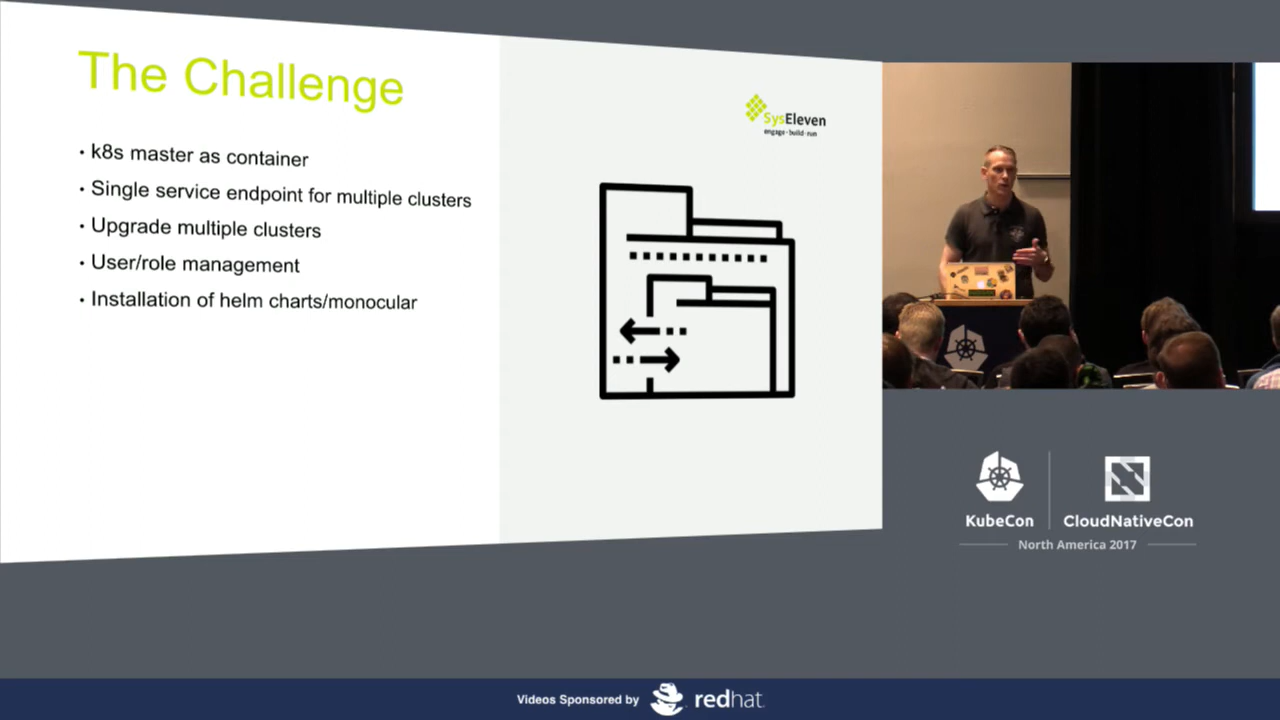 The Challenge
• k8s master as container
• Single service endpoint for multiple clusters
• Upgrade multiple clusters
• User/role management
• Installation of helm charts/monocular
SysEleven
engage·build·run
KubeCon
CloudNativeCon
North America 2017
Videos Sponsored by redhat.